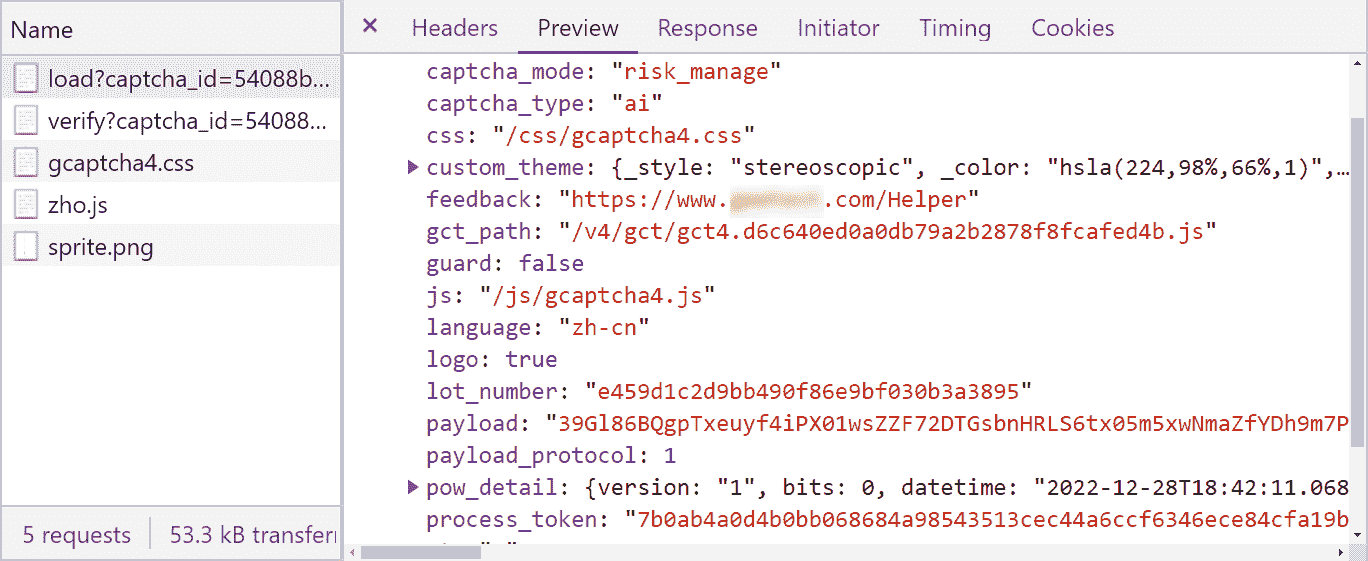 Name
load?captcha_id=54088b...
verify?captcha_id=54088...
gcaptcha4.css
zho.js
sprite.png
5 requests
53.3 kB transferr
Headers Preview Response Initiator Timing Cookies
captcha_mode: "risk_manage"
captcha_type: "ai"
css: "/css/gcaptcha4.css"
custom_theme: {_style: "stereoscopic", _color: "hsla(224,98%,66%,1)",…
feedback: "https://www. .com/Helper"
gct_path: "/v4/gct/gct4.d6c640ed0a0db79a2b2878f8fcafed4b.js"
guard: false
js: "/js/gcaptcha4.js"
language: "zh-cn"
logo: true
lot_number: "e459d1c2d9bb490f86e9bf030b3a3895"
payload: "39Gl86BQgpTxeuyf4iPX01wsZZF72DTGsbnHRLS6tx05m5xwNmaZfYDh9m7P
payload_protocol: 1
pow_detail: {version: "1", bits: 0, datetime: "2022-12-28T18:42:11.068
process_token: "7b0ab4a0d4b0bb068684a98543513cec44a6ccf6346ece84cfa19b